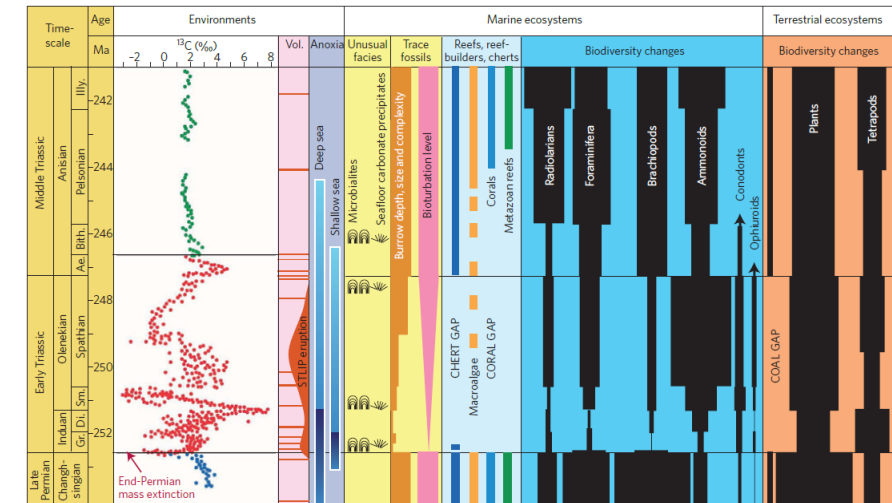 Time-
scale
Age
Ma
Environments
Marine ecosystems
Terrestrial ecosystems
13C (‰)
−2 0 2 4 6 8
Vol.
Anoxia
Unusual
facies
Trace
fossils
Reefs, reef-
builders, cherts
Biodiversity changes
Biodiversity changes
Middle Triassic
Early Triassic
Late
Permian
Anisian
Olenekian
Induan
Changh-
singian
Illy.
Pelsonian
Bith.
Ae.
Spathian
Sm.
Di.
Gr.
−242
−244
−246
−248
−250
−252
End-Permian
mass extinction
STLIP eruption
Deep sea
Shallow sea
Microbialites
Seafloor carbonate precipitates
Burrow depth, size and complexity
Bioturbation level
CHERT GAP
Macroalgae
CORAL GAP
Corals
Metazoan reefs
Radiolarians
Foraminifera
Brachiopods
Ammonoids
Conodonts
Ophiuroids
COAL GAP
Plants
Tetrapods